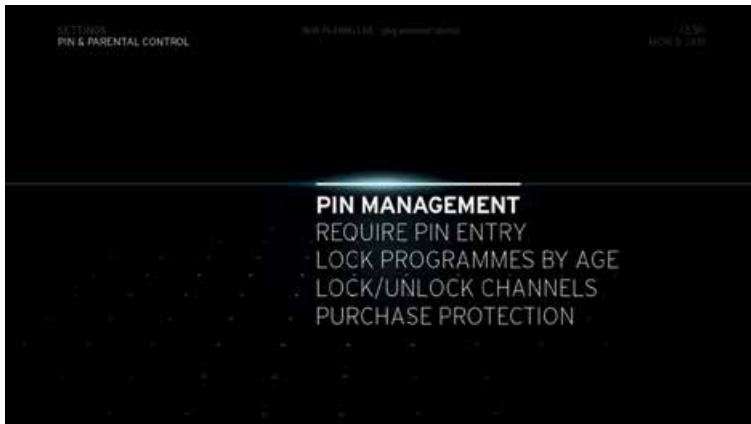 SETTINGS
PIN & PARENTAL CONTROL
PIN MANAGEMENT
REQUIRE PIN ENTRY
LOCK PROGRAMMES BY AGE
LOCK/UNLOCK CHANNELS
PURCHASE PROTECTION